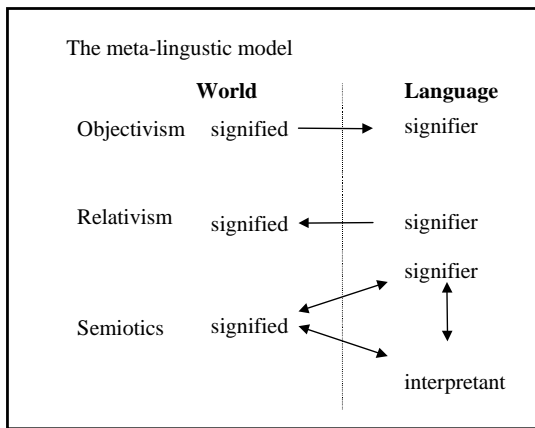 The meta-lingustic model
World Language
Objectivism signified signifier
Relativism signified signifier
signifier
Semiotics signified
interpretant